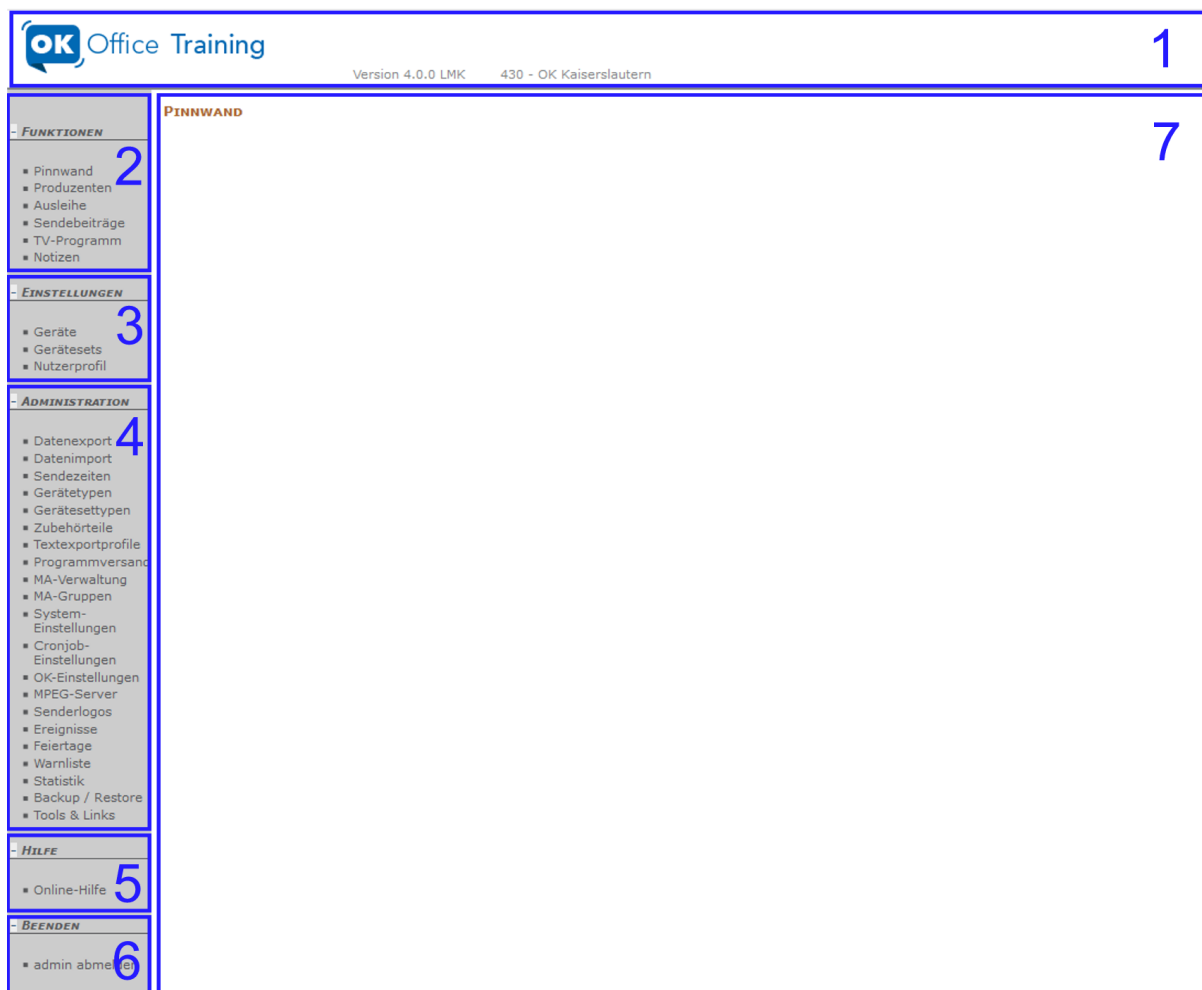 OK Office Training
Version 4.0.0 LMK 430 - OK Kaiserslautern
1
- FUNKTIONEN
2
Pinnwand
Produzenten
Ausleihe
Sendebeiträge
TV-Programm
Notizen
- EINSTELLUNGEN
3
Geräte
Gerätesets
Nutzerprofil
- ADMINISTRATION
4
Datenexport
Datenimport
Sendezeiten
Gerätetypen
Gerätesettypen
Zubehörteile
Textexportprofile
Programmversand
MA-Verwaltung
MA-Gruppen
System-
Einstellungen
Cronjob-
Einstellungen
OK-Einstellungen
MPEG-Server
Senderlogos
Ereignisse
Feiertage
Warnliste
Statistik
Backup / Restore
Tools & Links
- HILFE
5
Online-Hilfe
- BEENDEN
6
admin abmelden
PINNWAND
7